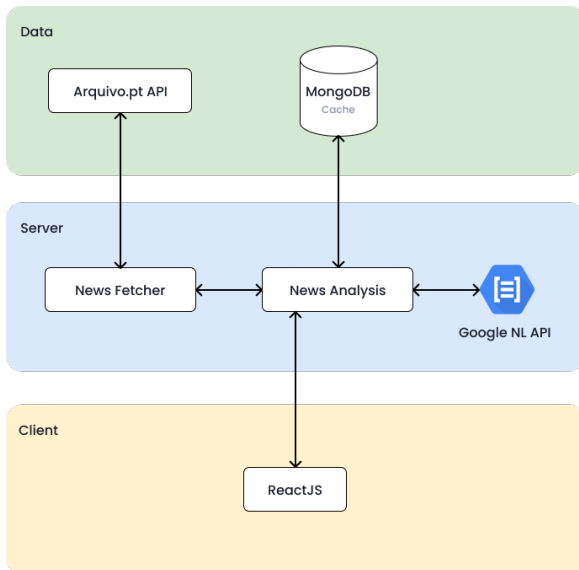 Data
Arquivo.pt API
MongoDB
Cache
Server
News Fetcher
News Analysis
Google NL API
Client
ReactJS